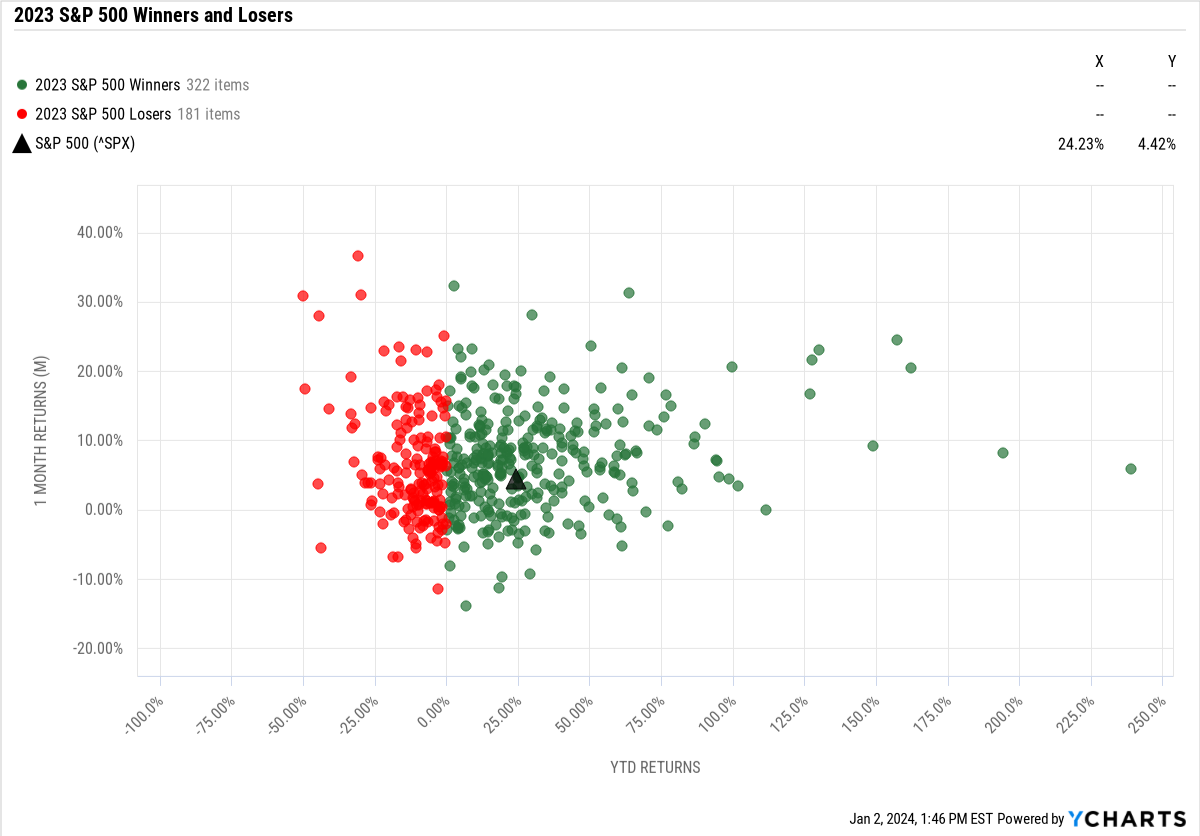 2023 S&P 500 Winners and Losers
X Y
2023 S&P 500 Winners 322 items -- --
2023 S&P 500 Losers 181 items -- --
S&P 500 (^SPX) 24.23% 4.42%
40.00%
30.00%
20.00%
10.00%
0.00%
-10.00%
-20.00%
1 MONTH RETURNS (M)
-100.0% -75.00% -50.00% -25.00% 0.00% 25.00% 50.00% 75.00% 100.0% 125.0% 150.0% 175.0% 200.0% 225.0% 250.0%
YTD RETURNS
Jan 2, 2024, 1:46 PM EST Powered by YCHARTS